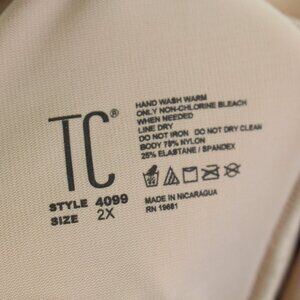 TC®
HAND WASH WARM
ONLY NON-CHLORINE BLEACH
WHEN NEEDED
LINE DRY
DO NOT IRON DO NOT DRY CLEAN
BODY 75% NYLON
25% ELASTANE / SPANDEX
STYLE 4099
SIZE 2X
MADE IN NICARAGUA
RN 19681